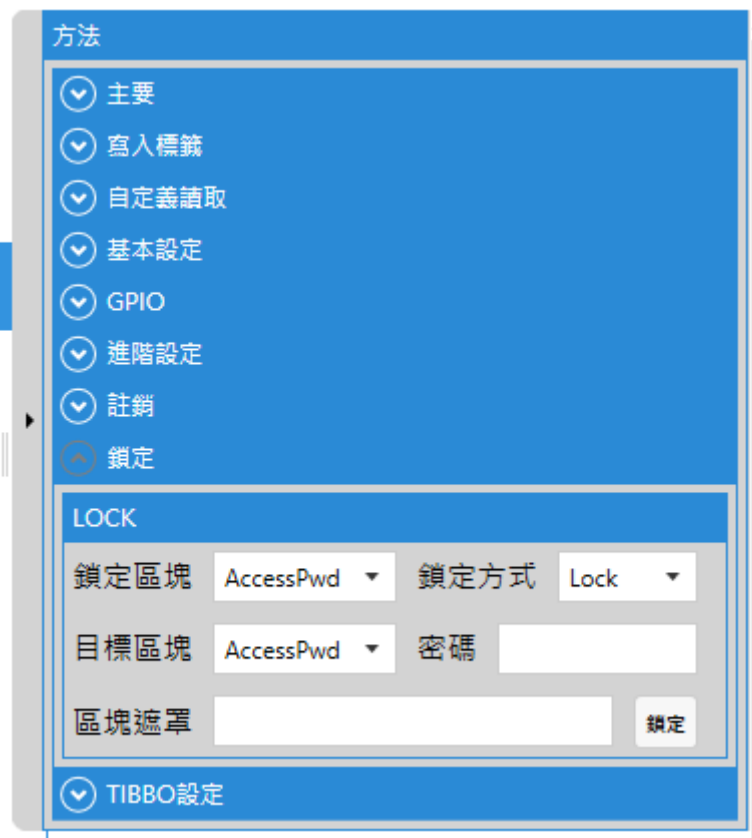 方法
主要
寫入標籤
自定義讀取
基本設定
GPIO
進階設定
註銷
鎖定
LOCK
鎖定區塊 AccessPwd 鎖定方式 Lock
目標區塊 AccessPwd 密碼
區塊遮罩 鎖定
TIBBO設定